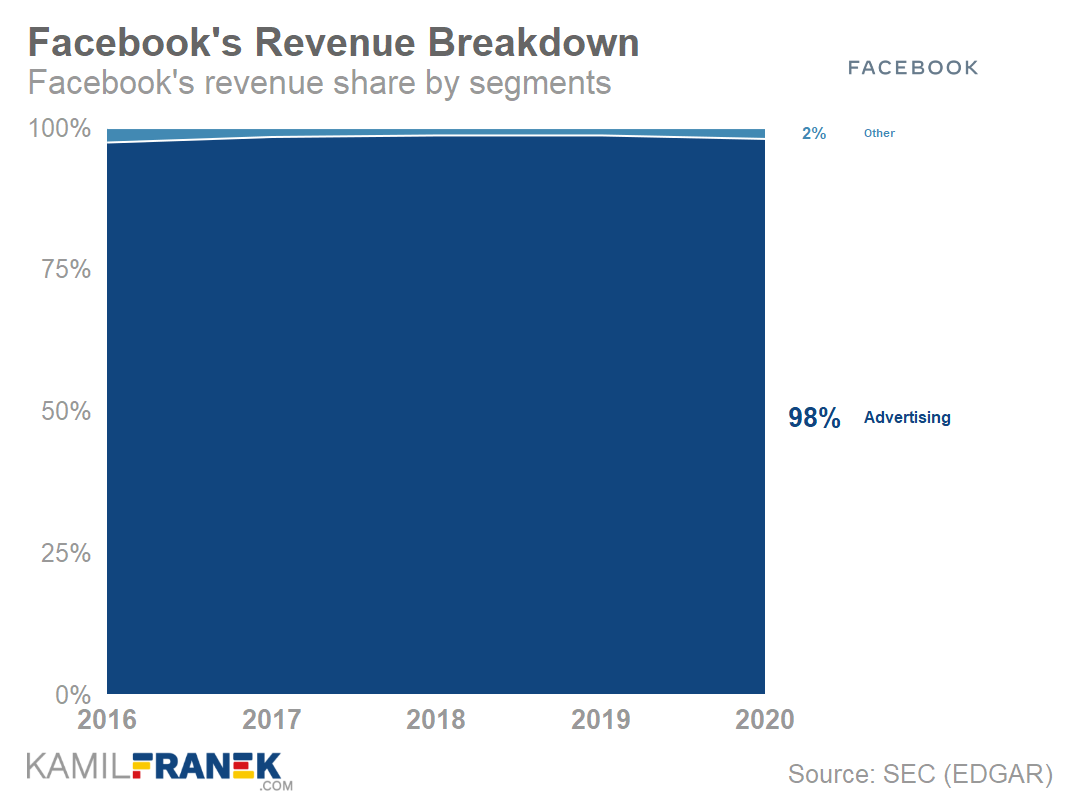 Facebook's Revenue Breakdown
Facebook's revenue share by segments
FACEBOOK
100%
2% Other
75%
50%
98% Advertising
25%
0%
2016 2017 2018 2019 2020
KAMILFRANEK
.COM
Source: SEC (EDGAR)